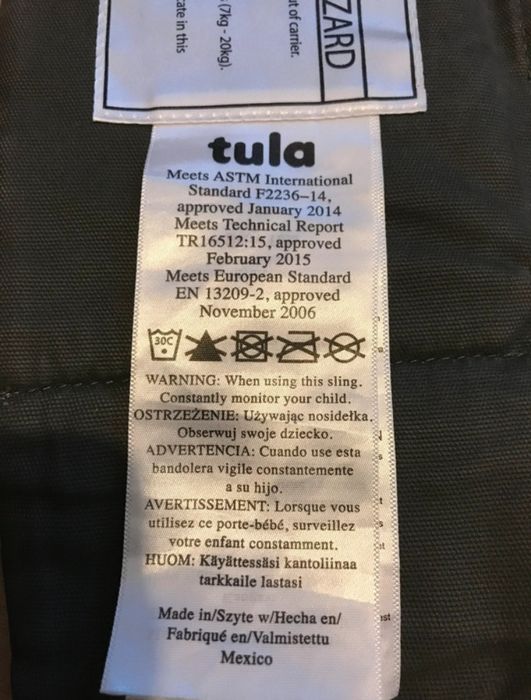 ZARD
ut of carrier.
(7kg - 20kg).
cate in this
tula
Meets ASTM International
Standard F2236-14,
approved January 2014
Meets Technical Report
TR16512:15, approved
February 2015
Meets European Standard
EN 13209-2, approved
November 2006
30C
WARNING: When using this sling.
Constantly monitor your child.
OSTRZEŻENIE: Używając nosidełka.
Obserwuj swoje dziecko.
ADVERTENCIA: Cuando use esta
bandolera vigile constantemente
a su hijo.
AVERTISSEMENT: Lorsque vous
utilisez ce porte-bébé, surveillez
votre enfant constamment.
HUOM: Käyättessäsi kantoliinaa
tarkkaile lastasi
Made in/Szyte w/Hecha en/
Fabriqué en/Valmistettu
Mexico